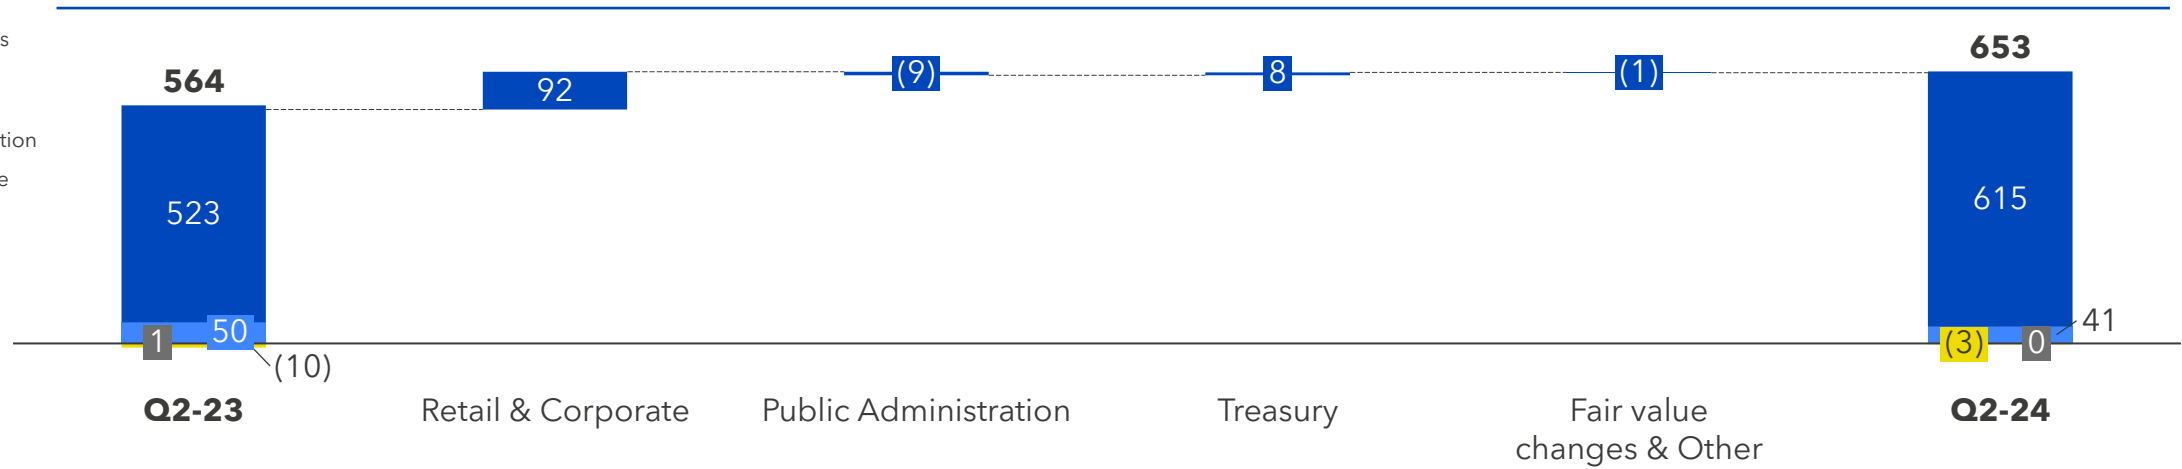 s
tion
e
564
523
1
50
(10)
92
(9)
8
(1)
653
615
41
(3)
0
Q2-23
Retail & Corporate
Public Administration
Treasury
Fair value
changes & Other
Q2-24